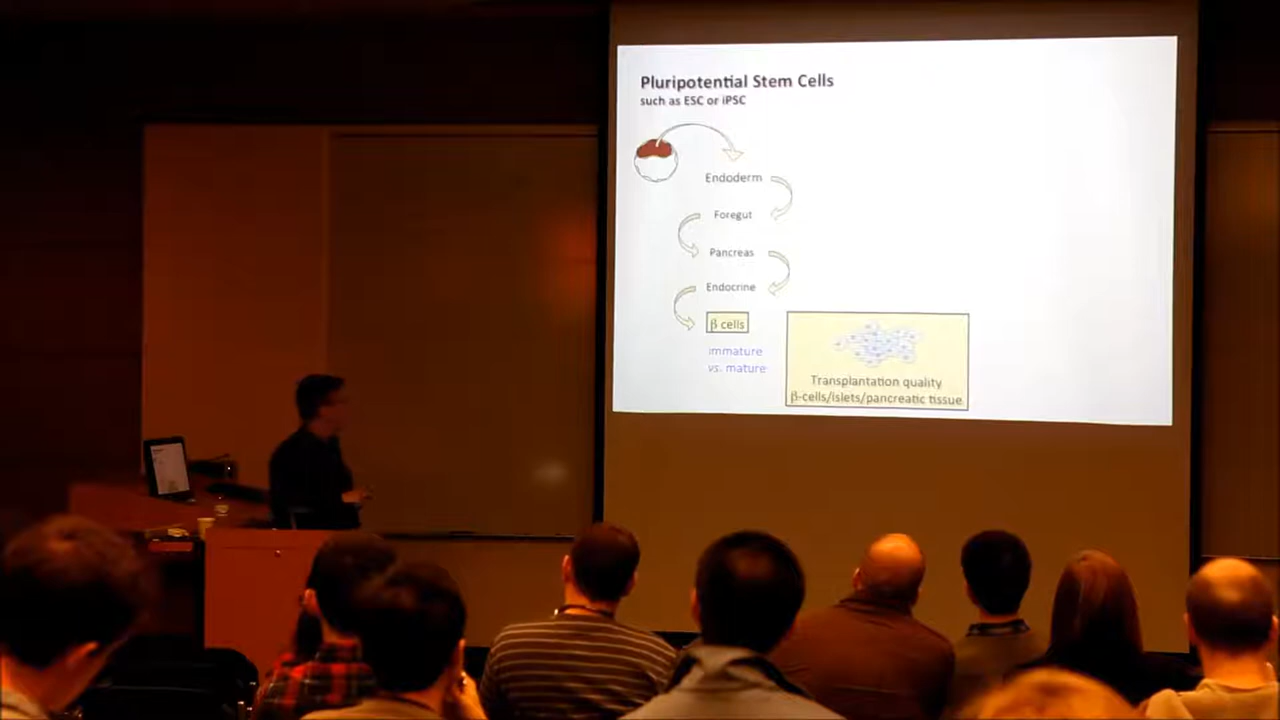 Pluripotential Stem Cells
such as ESC or iPSC
Endoderm
Foregut
Pancreas
Endocrine
β cells
immature
vs. mature
Transplantation quality
β-cells/islets/pancreatic tissue